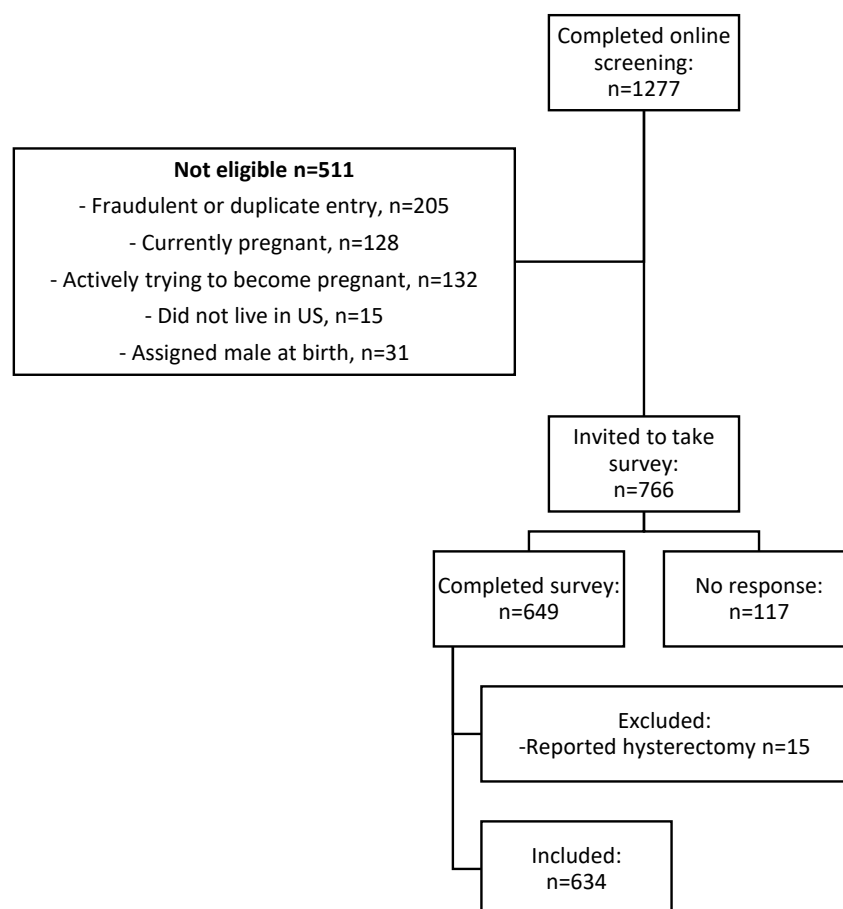 Completed online
screening:
n=1277
Not eligible n=511
- Fraudulent or duplicate entry, n=205
- Currently pregnant, n=128
- Actively trying to become pregnant, n=132
- Did not live in US, n=15
- Assigned male at birth, n=31
Invited to take
survey:
n=766
Completed survey:
n=649
No response:
n=117
Excluded:
-Reported hysterectomy n=15
Included:
n=634